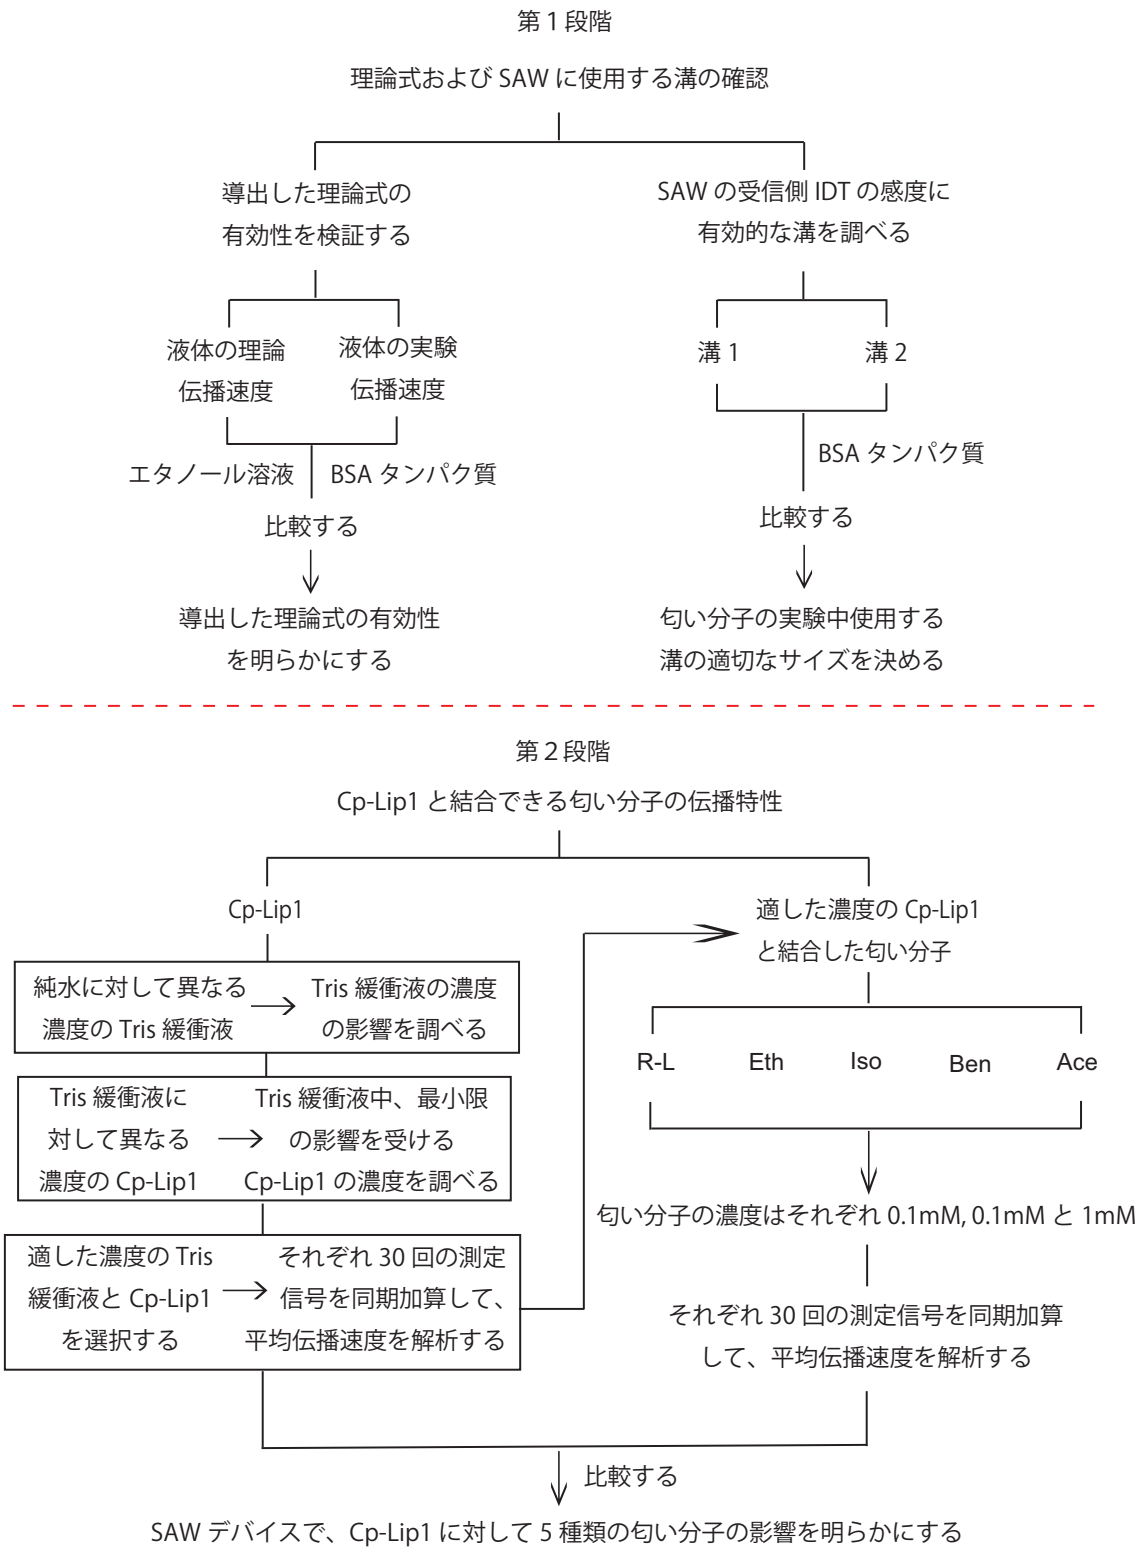 第1段階
理論式および SAW に使用する溝の確認
導出した理論式の
有効性を検証する
SAW の受信側 IDT の感度に
有効的な溝を調べる
液体の理論
伝播速度
液体の実験
伝播速度
溝 1
溝 2
エタノール溶液
BSA タンパク質
BSA タンパク質
比較する
比較する
導出した理論式の有効性
を明らかにする
匂い分子の実験中使用する
溝の適切なサイズを決める
第2段階
Cp-Lip1 と結合できる匂い分子の伝播特性
Cp-Lip1
純水に対して異なる
濃度の Tris 緩衝液
Tris 緩衝液の濃度
の影響を調べる
Tris 緩衝液に
対して異なる
濃度の Cp-Lip1
Tris 緩衝液中、最小限
の影響を受ける
Cp-Lip1 の濃度を調べる
適した濃度の Tris
緩衝液と Cp-Lip1
を選択する
それぞれ 30 回の測定
信号を同期加算して、
平均伝播速度を解析する
適した濃度の Cp-Lip1
と結合した匂い分子
R-L
Eth
Iso
Ben
Ace
匂い分子の濃度はそれぞれ 0.1mM, 0.1mM と 1mM
それぞれ 30 回の測定信号を同期加算
して、平均伝播速度を解析する
比較する
SAW デバイスで、Cp-Lip1 に対して 5 種類の匂い分子の影響を明らかにする